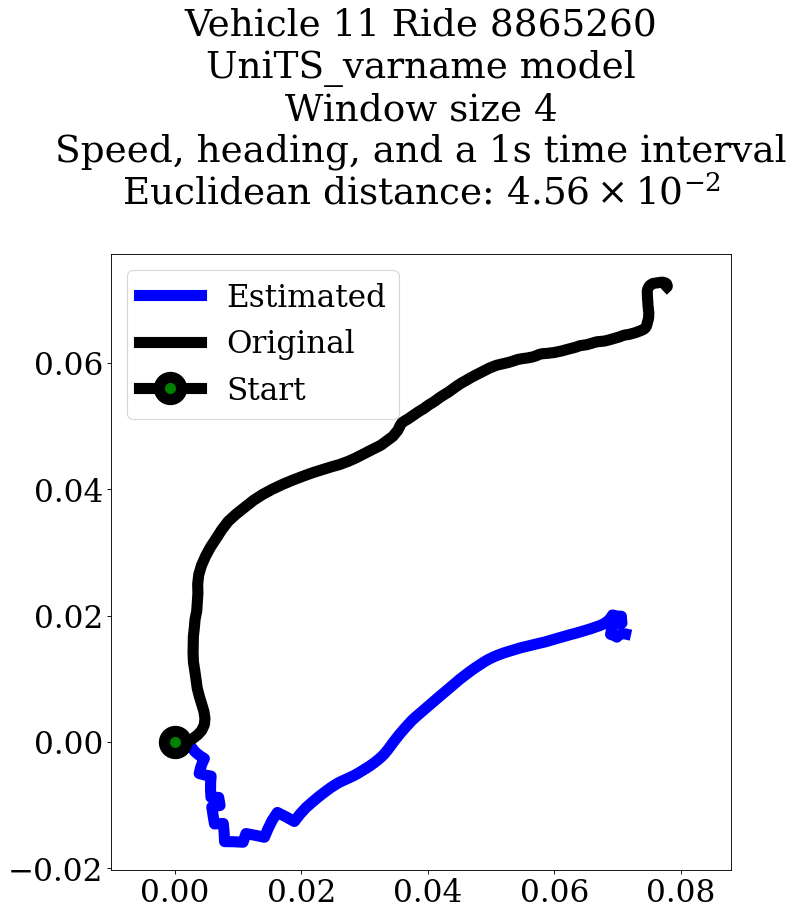 Vehicle 11 Ride 8865260
UniTS_varname model
Window size 4
Speed, heading, and a 1s time interval
Euclidean distance: 4.56 × 10⁻²
Estimated
Original
Start
0.06
0.04
0.02
0.00
−0.02
0.00 0.02 0.04 0.06 0.08